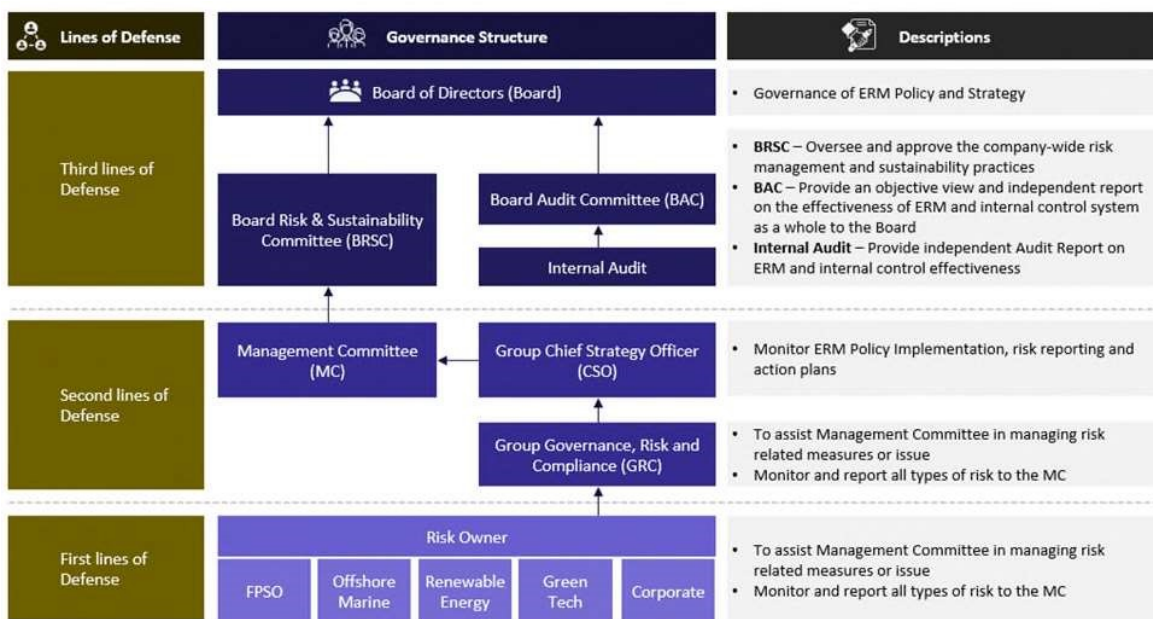 Lines of Defense
Governance Structure
Descriptions
Third lines of
Defense
Board of Directors (Board)
Board Risk & Sustainability
Committee (BRSC)
Board Audit Committee (BAC)
Internal Audit
• Governance of ERM Policy and Strategy
• BRSC – Oversee and approve the company-wide risk
management and sustainability practices
• BAC – Provide an objective view and independent report
on the effectiveness of ERM and internal control system
as a whole to the Board
• Internal Audit – Provide independent Audit Report on
ERM and internal control effectiveness
Second lines of
Defense
Management Committee
(MC)
Group Chief Strategy Officer
(CSO)
Group Governance, Risk and
Compliance (GRC)
• Monitor ERM Policy Implementation, risk reporting and
action plans
• To assist Management Committee in managing risk
related measures or issue
• Monitor and report all types of risk to the MC
First lines of
Defense
Risk Owner
FPSO
Offshore
Marine
Renewable
Energy
Green
Tech
Corporate
• To assist Management Committee in managing risk
related measures or issue
• Monitor and report all types of risk to the MC